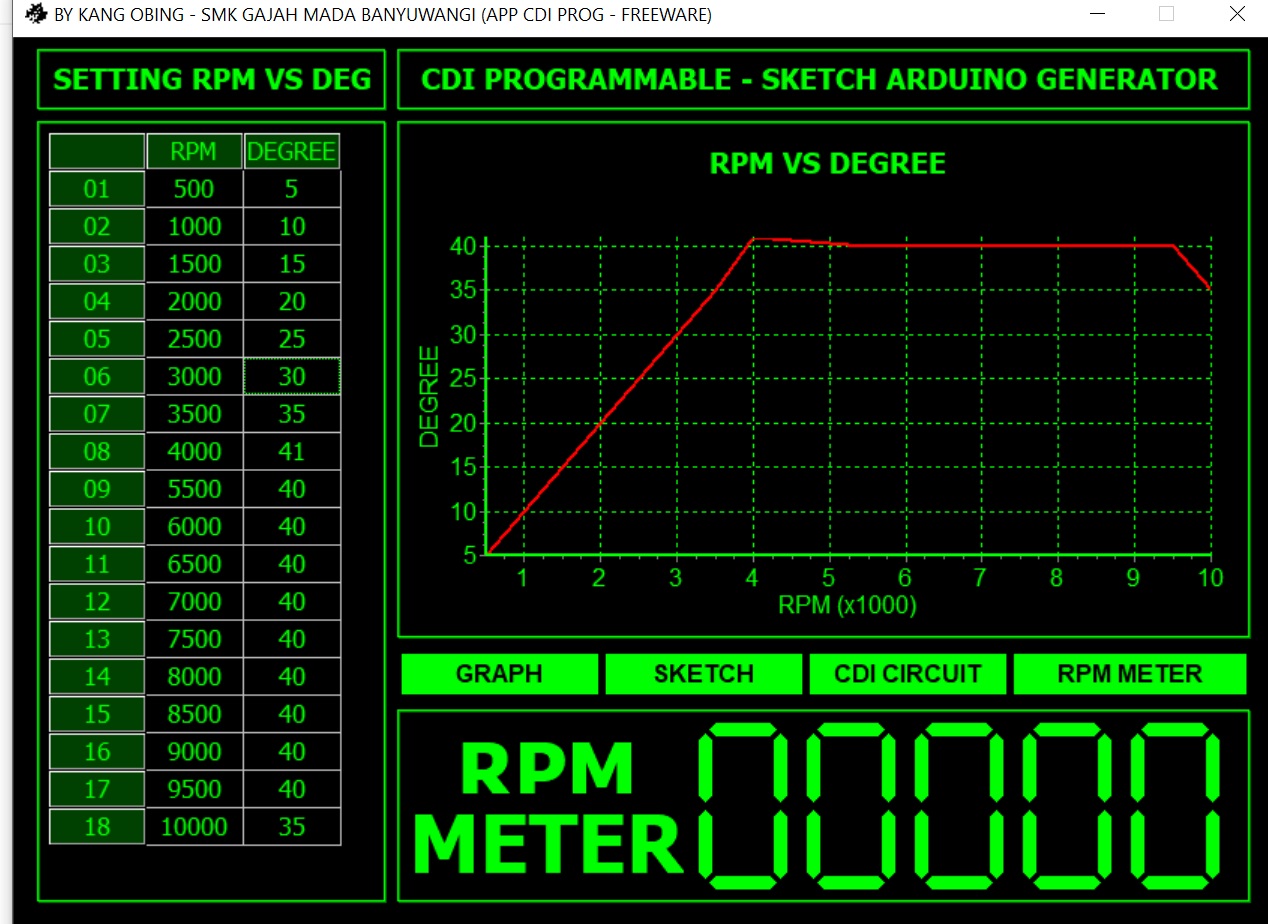 BY KANG OBING - SMK GAJAH MADA BANYUWANGI (APP CDI PROG - FREEWARE)
SETTING RPM VS DEG
CDI PROGRAMMABLE - SKETCH ARDUINO GENERATOR
RPM DEGREE
01 500 5
02 1000 10
03 1500 15
04 2000 20
05 2500 25
06 3000 30
07 3500 35
08 4000 41
09 5500 40
10 6000 40
11 6500 40
12 7000 40
13 7500 40
14 8000 40
15 8500 40
16 9000 40
17 9500 40
18 10000 35
RPM VS DEGREE
40
35
30
25
20
15
10
5
DEGREE
1 2 3 4 5 6 7 8 9 10
RPM (x1000)
GRAPH SKETCH CDI CIRCUIT RPM METER
RPM
METER
00000